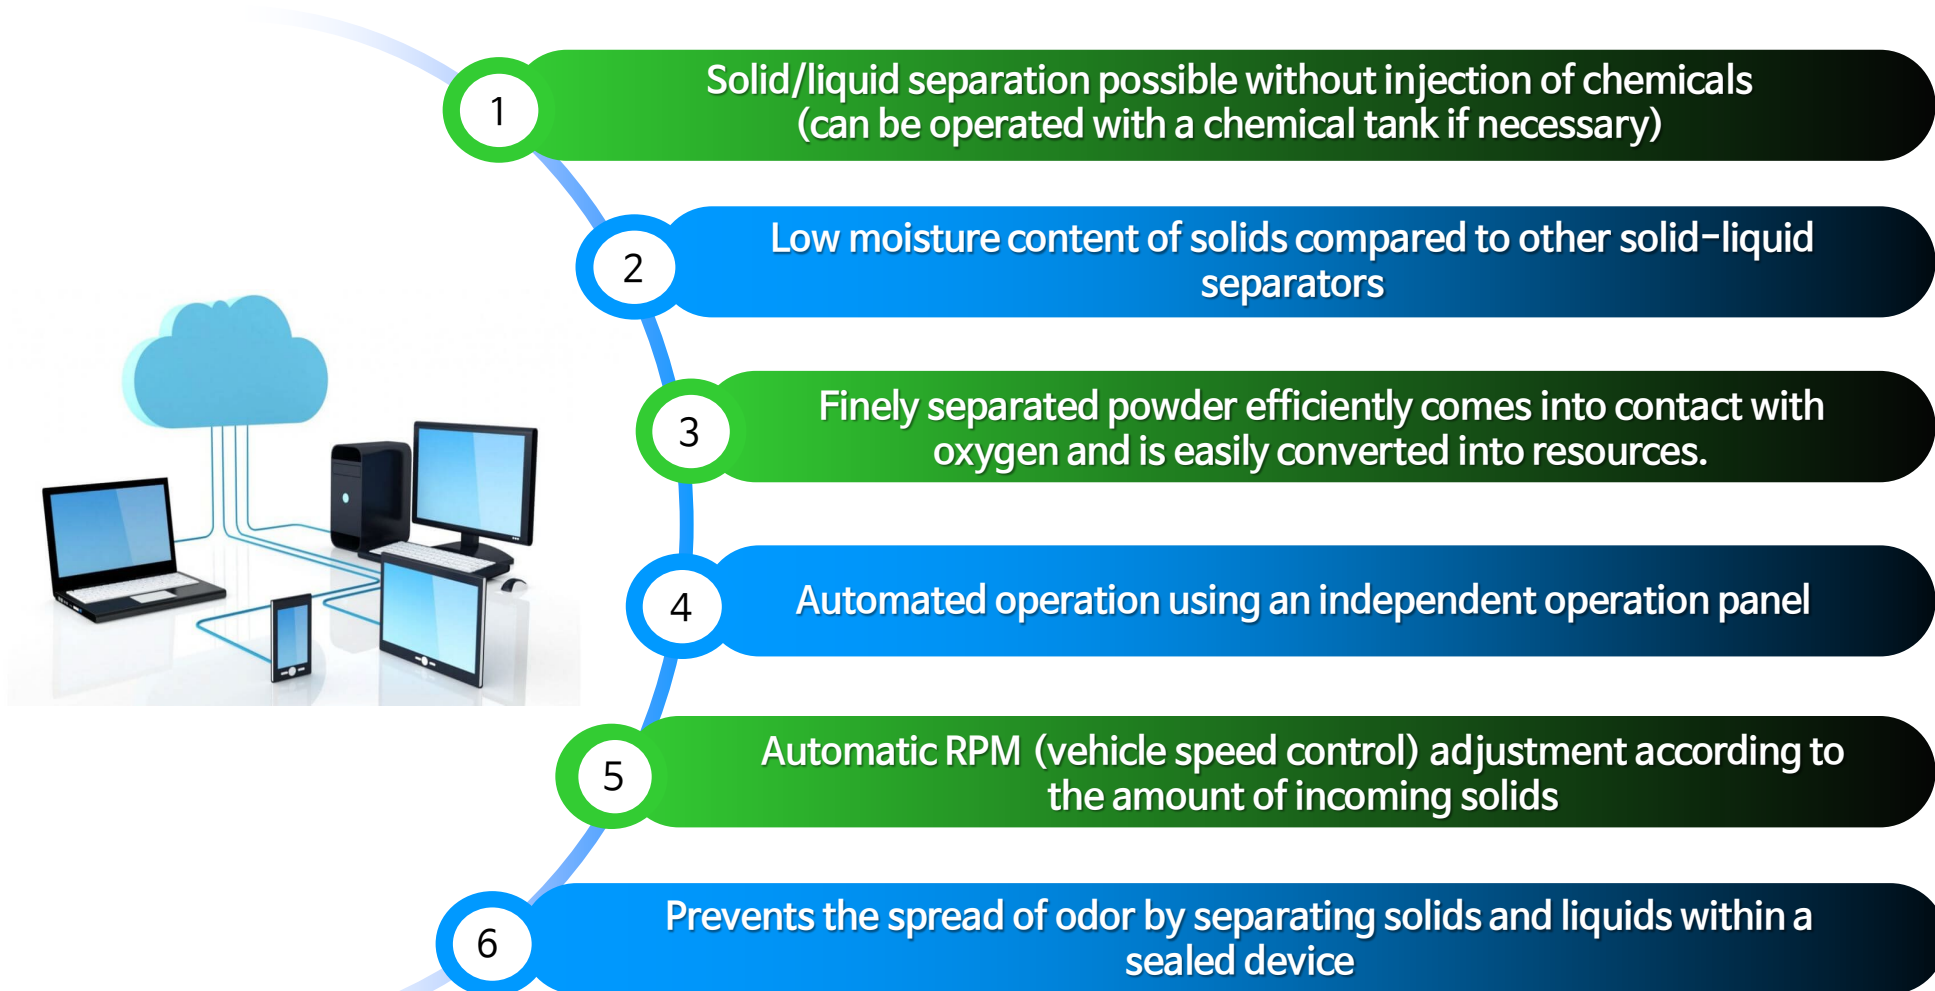 1
Solid/liquid separation possible without injection of chemicals
(can be operated with a chemical tank if necessary)
2
Low moisture content of solids compared to other solid-liquid
separators
3
Finely separated powder efficiently comes into contact with
oxygen and is easily converted into resources.
4
Automated operation using an independent operation panel
5
Automatic RPM (vehicle speed control) adjustment according to
the amount of incoming solids
6
Prevents the spread of odor by separating solids and liquids within a
sealed device